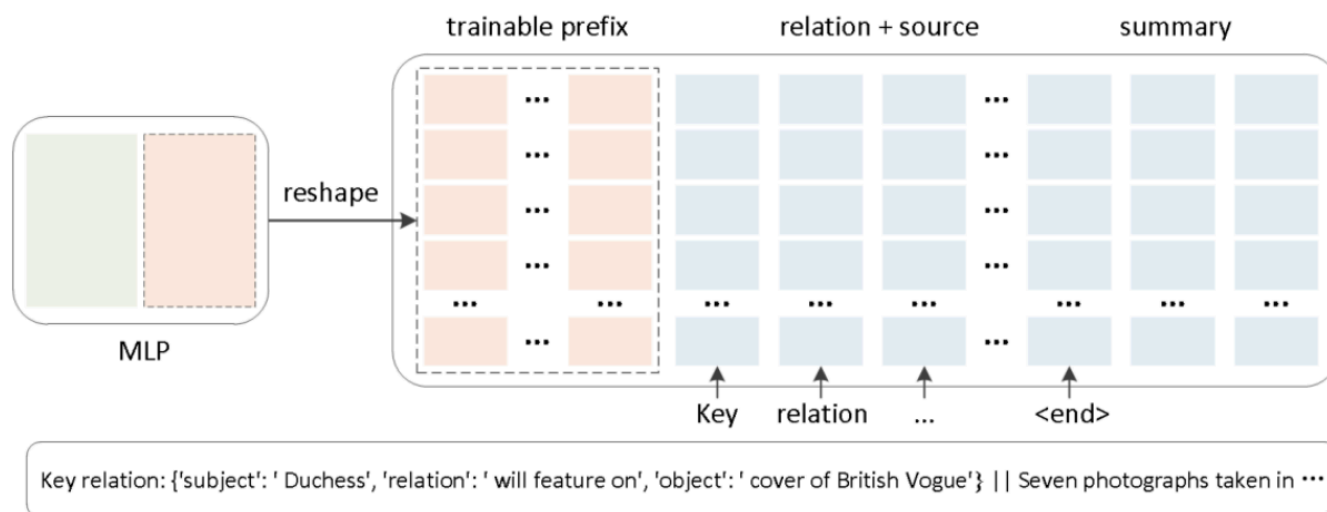 trainable prefix relation + source summary
••• •••
••• •••
reshape
••• •••
••• •••
••• ••• ••• ••• ••• ••• ••• •••
••• •••
MLP
Key relation ... <end>
Key relation: {'subject': ' Duchess', 'relation': ' will feature on', 'object': ' cover of British Vogue'} || Seven photographs taken in •••